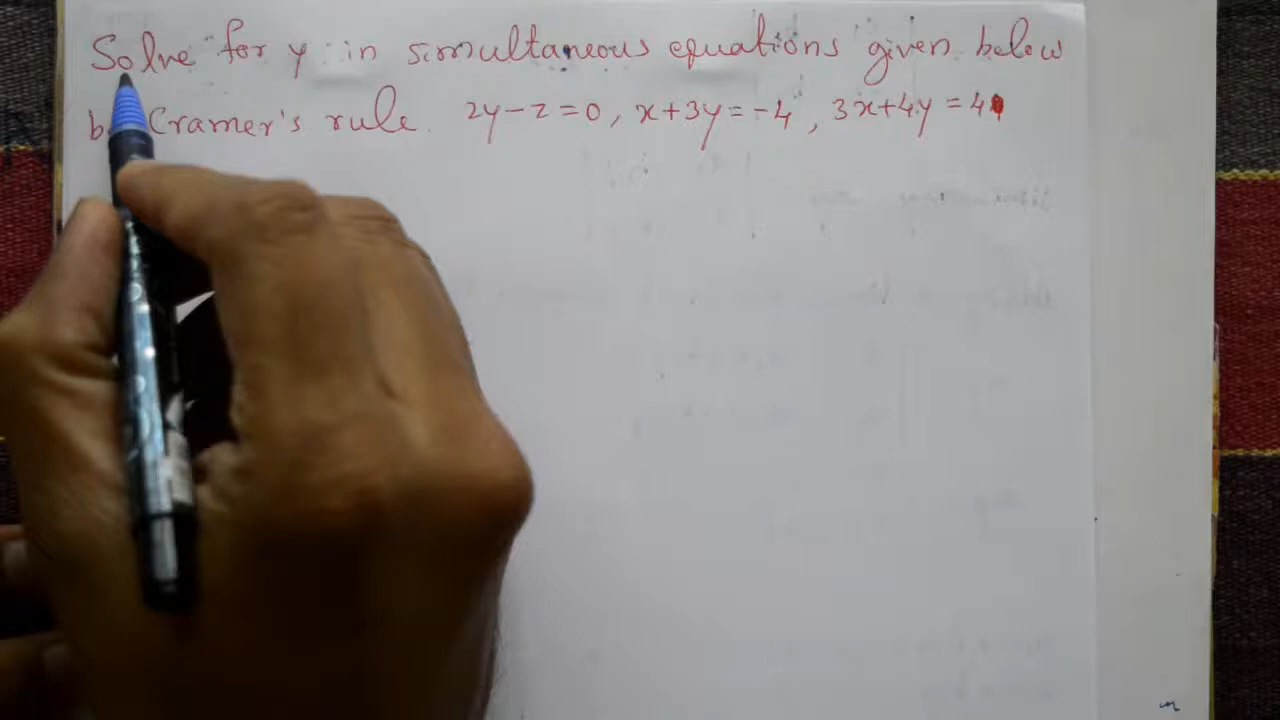 Solve for y in simultaneous equations given below
Cramer's rule. 2y-z=0, x+3y=-4, 3x+4y=4